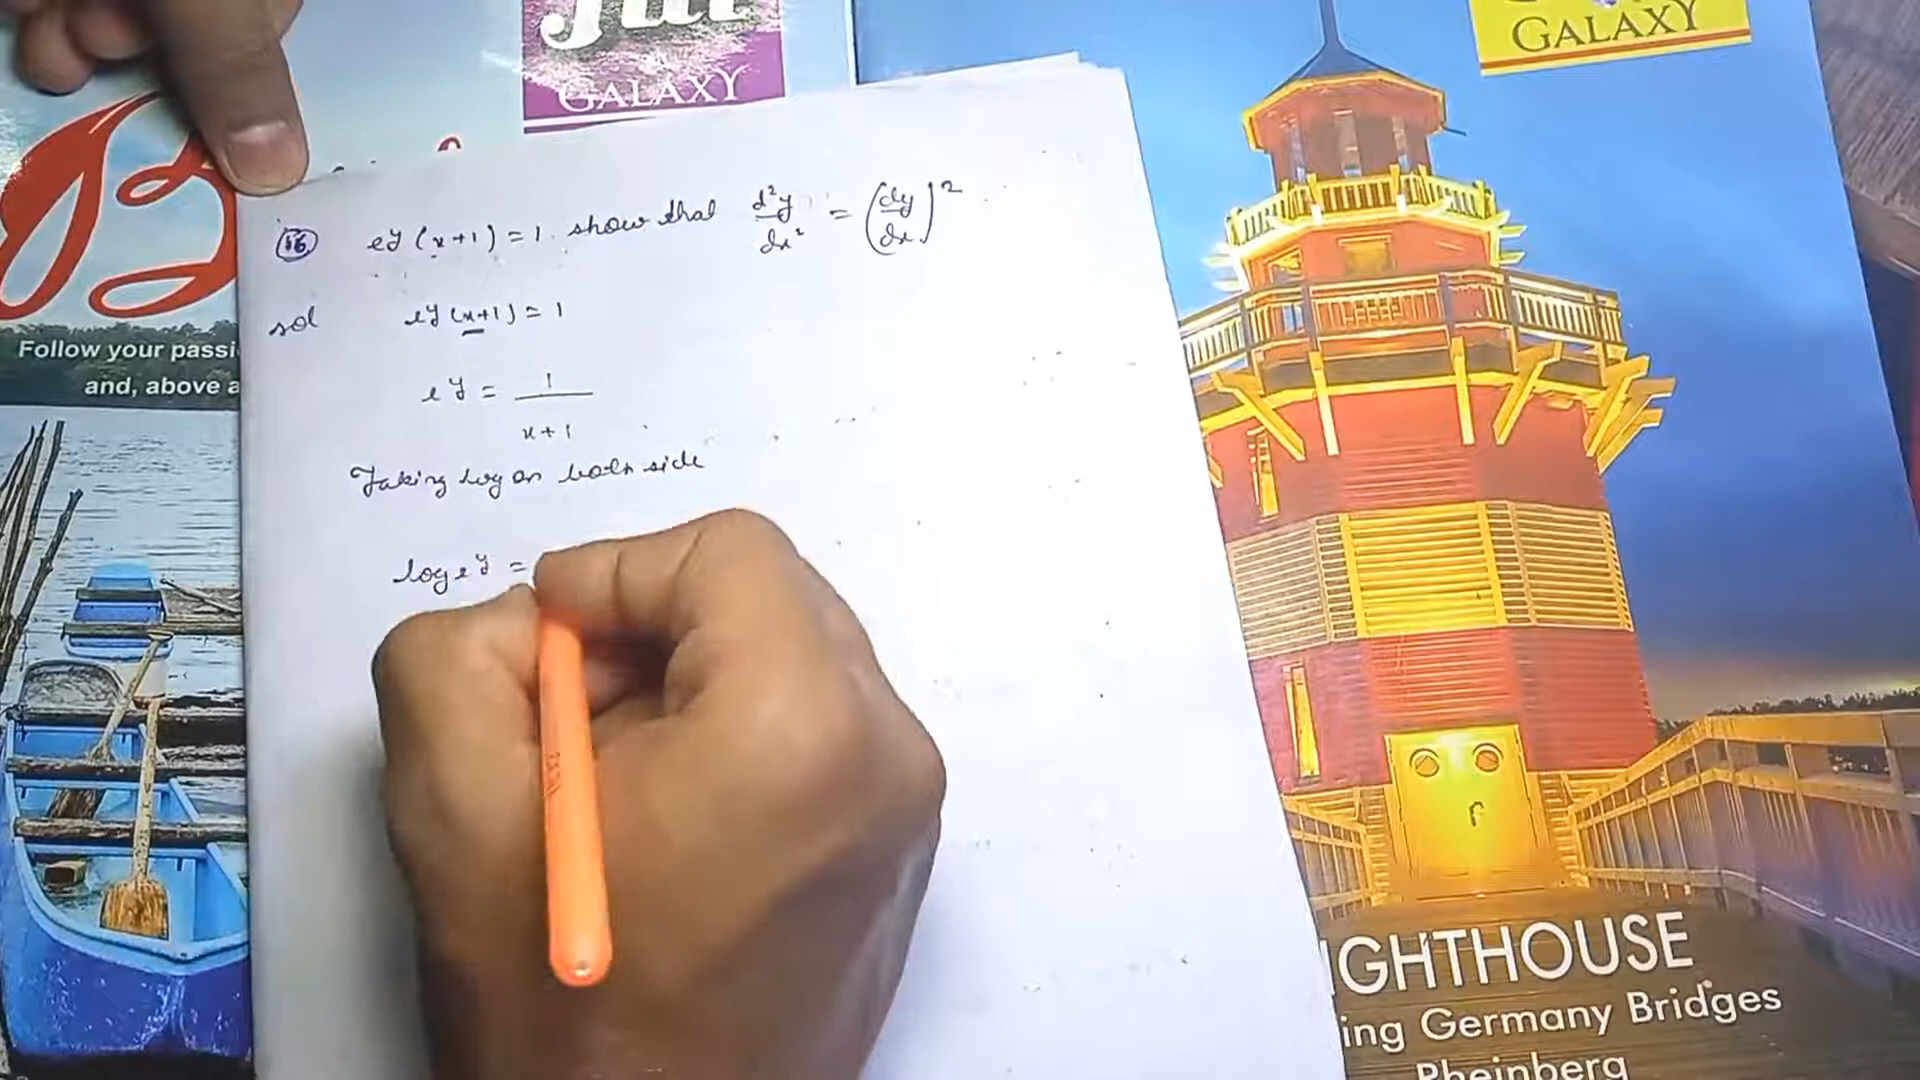 GALAXY
GALAXY
16. e^y (x+1) = 1. show that d²y/dx² = (dy/dx)²
sol e^y (x+1) = 1
e^y = 1/(x+1)
Taking log on both side
log e^y =
Follow your passi
and, above a
GHTHOUSE
ing Germany Bridges
Rheinberg